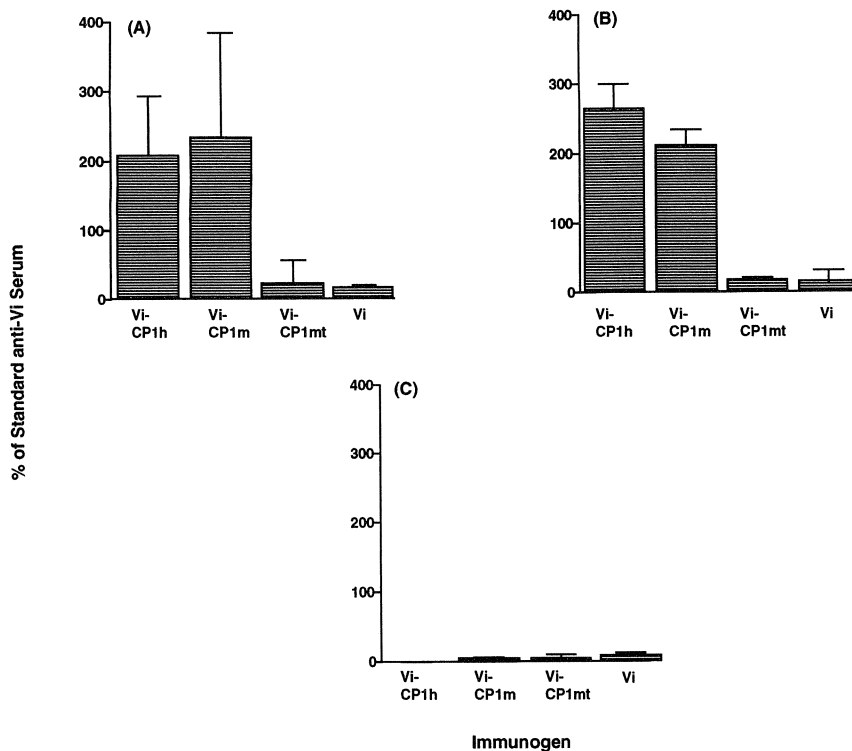 % of Standard anti-Vi Serum
(A)
400
300
200
100
0
Vi-
CP1h
Vi-
CP1m
Vi-
CP1mt
Vi
(B)
400
300
200
100
0
Vi-
CP1h
Vi-
CP1m
Vi-
CP1mt
Vi
(C)
400
300
200
100
0
Vi-
CP1h
Vi-
CP1m
Vi-
CP1mt
Vi
Immunogen